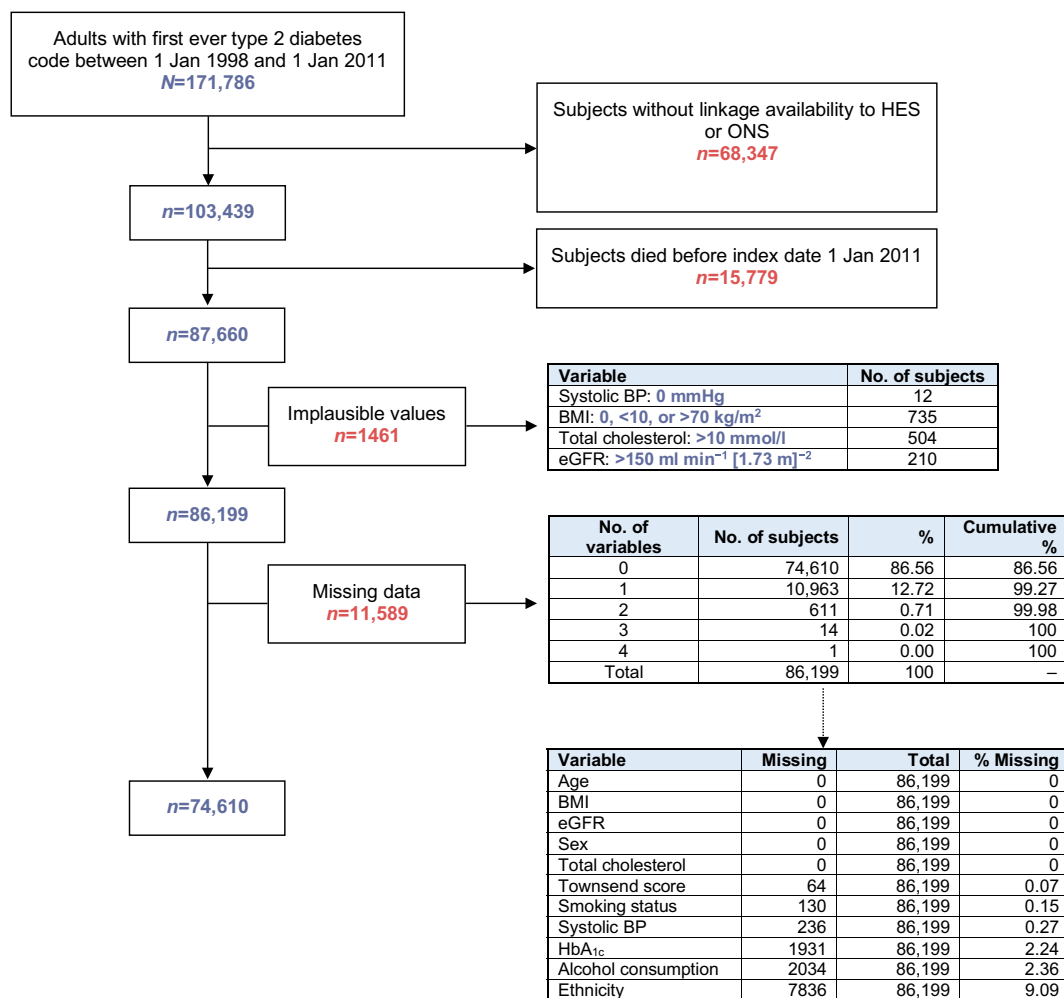 Adults with first ever type 2 diabetes
code between 1 Jan 1998 and 1 Jan 2011
N=171,786
Subjects without linkage availability to HES
or ONS
n=68,347
n=103,439
Subjects died before index date 1 Jan 2011
n=15,779
n=87,660
Implausible values
n=1461
Variable No. of subjects
Systolic BP: 0 mmHg 12
BMI: 0, <10, or >70 kg/m² 735
Total cholesterol: >10 mmol/l 504
eGFR: >150 ml min⁻¹ [1.73 m]⁻² 210
n=86,199
Missing data
n=11,589
No. of variables No. of subjects % Cumulative %
0 74,610 86.56 86.56
1 10,963 12.72 99.27
2 611 0.71 99.98
3 14 0.02 100
4 1 0.00 100
Total 86,199 100 –
n=74,610
Variable Missing Total % Missing
Age 0 86,199 0
BMI 0 86,199 0
eGFR 0 86,199 0
Sex 0 86,199 0
Total cholesterol 0 86,199 0
Townsend score 64 86,199 0.07
Smoking status 130 86,199 0.15
Systolic BP 236 86,199 0.27
HbA₁c 1931 86,199 2.24
Alcohol consumption 2034 86,199 2.36
Ethnicity 7836 86,199 9.09